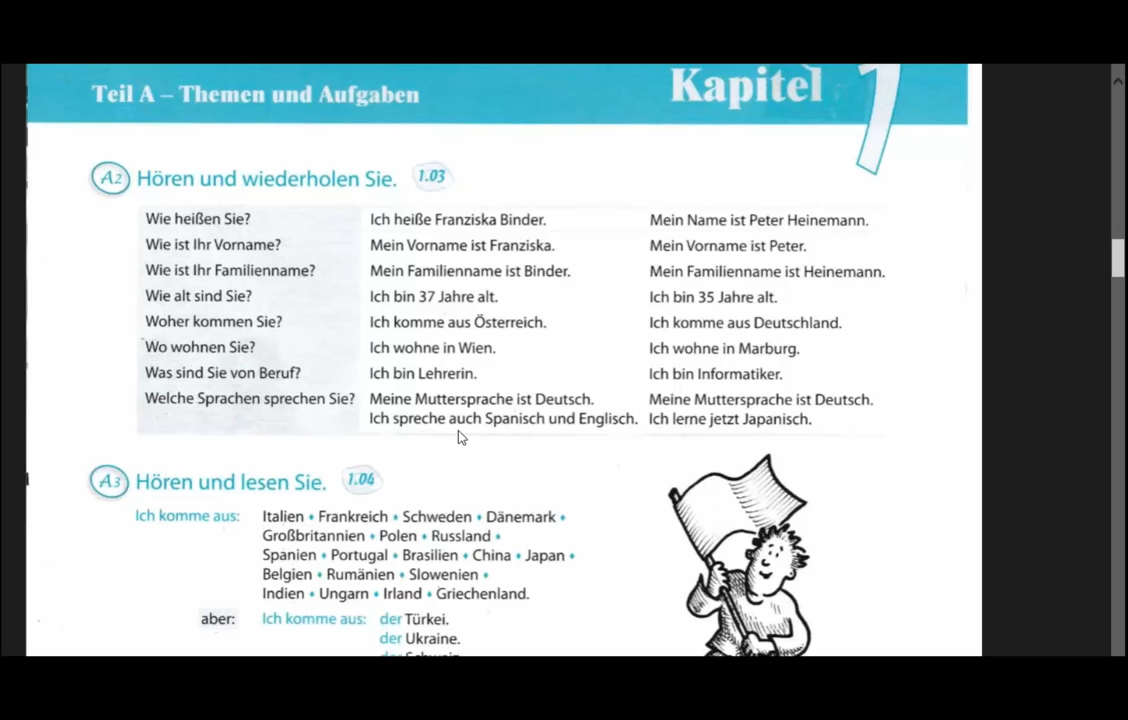 Teil A – Themen und Aufgaben
Kapitel 1
A2 Hören und wiederholen Sie. 1.03
Wie heißen Sie? Ich heiße Franziska Binder. Mein Name ist Peter Heinemann.
Wie ist Ihr Vorname? Mein Vorname ist Franziska. Mein Vorname ist Peter.
Wie ist Ihr Familienname? Mein Familienname ist Binder. Mein Familienname ist Heinemann.
Wie alt sind Sie? Ich bin 37 Jahre alt. Ich bin 35 Jahre alt.
Woher kommen Sie? Ich komme aus Österreich. Ich komme aus Deutschland.
Wo wohnen Sie? Ich wohne in Wien. Ich wohne in Marburg.
Was sind Sie von Beruf? Ich bin Lehrerin. Ich bin Informatiker.
Welche Sprachen sprechen Sie? Meine Muttersprache ist Deutsch. Meine Muttersprache ist Deutsch.
Ich spreche auch Spanisch und Englisch. Ich lerne jetzt Japanisch.
A3 Hören und lesen Sie. 1.04
Ich komme aus: Italien • Frankreich • Schweden • Dänemark •
Großbritannien • Polen • Russland •
Spanien • Portugal • Brasilien • China • Japan •
Belgien • Rumänien • Slowenien •
Indien • Ungarn • Irland • Griechenland.
aber: Ich komme aus: der Türkei.
der Ukraine.